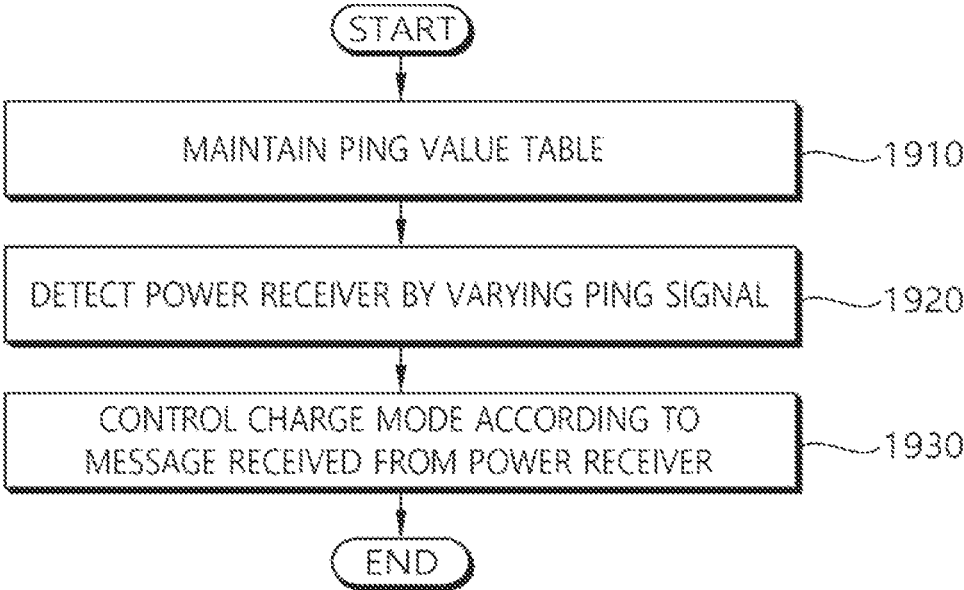 START
MAINTAIN PING VALUE TABLE
1910
DETECT POWER RECEIVER BY VARYING PING SIGNAL
1920
CONTROL CHARGE MODE ACCORDING TO
MESSAGE RECEIVED FROM POWER RECEIVER
1930
END